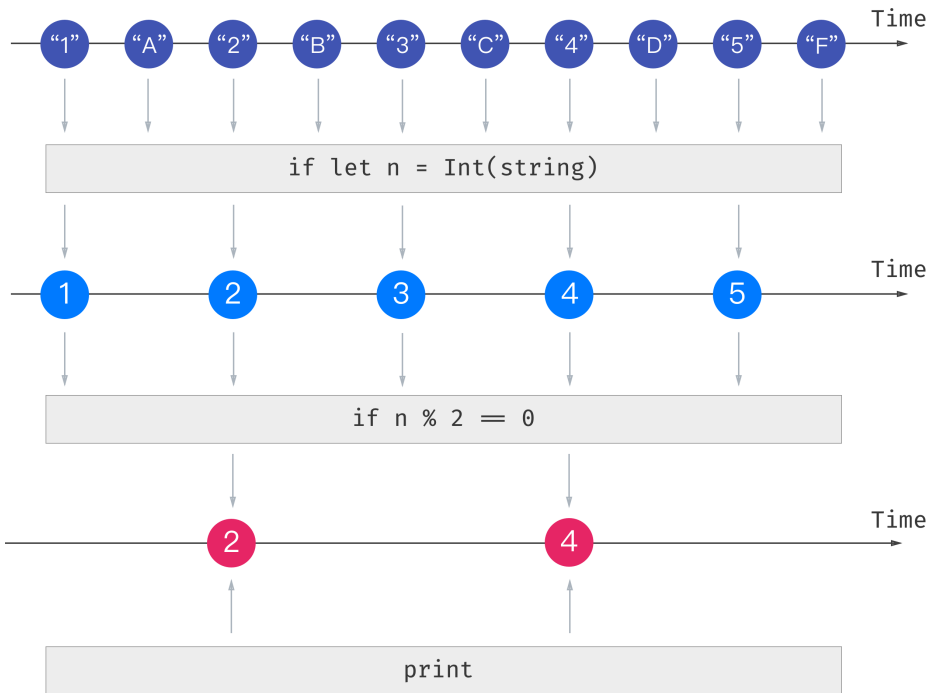 Time
“1” “A” “2” “B” “3” “C” “4” “D” “5” “F”
if let n = Int(string)
Time
1 2 3 4 5
if n % 2 == 0
Time
2 4
print